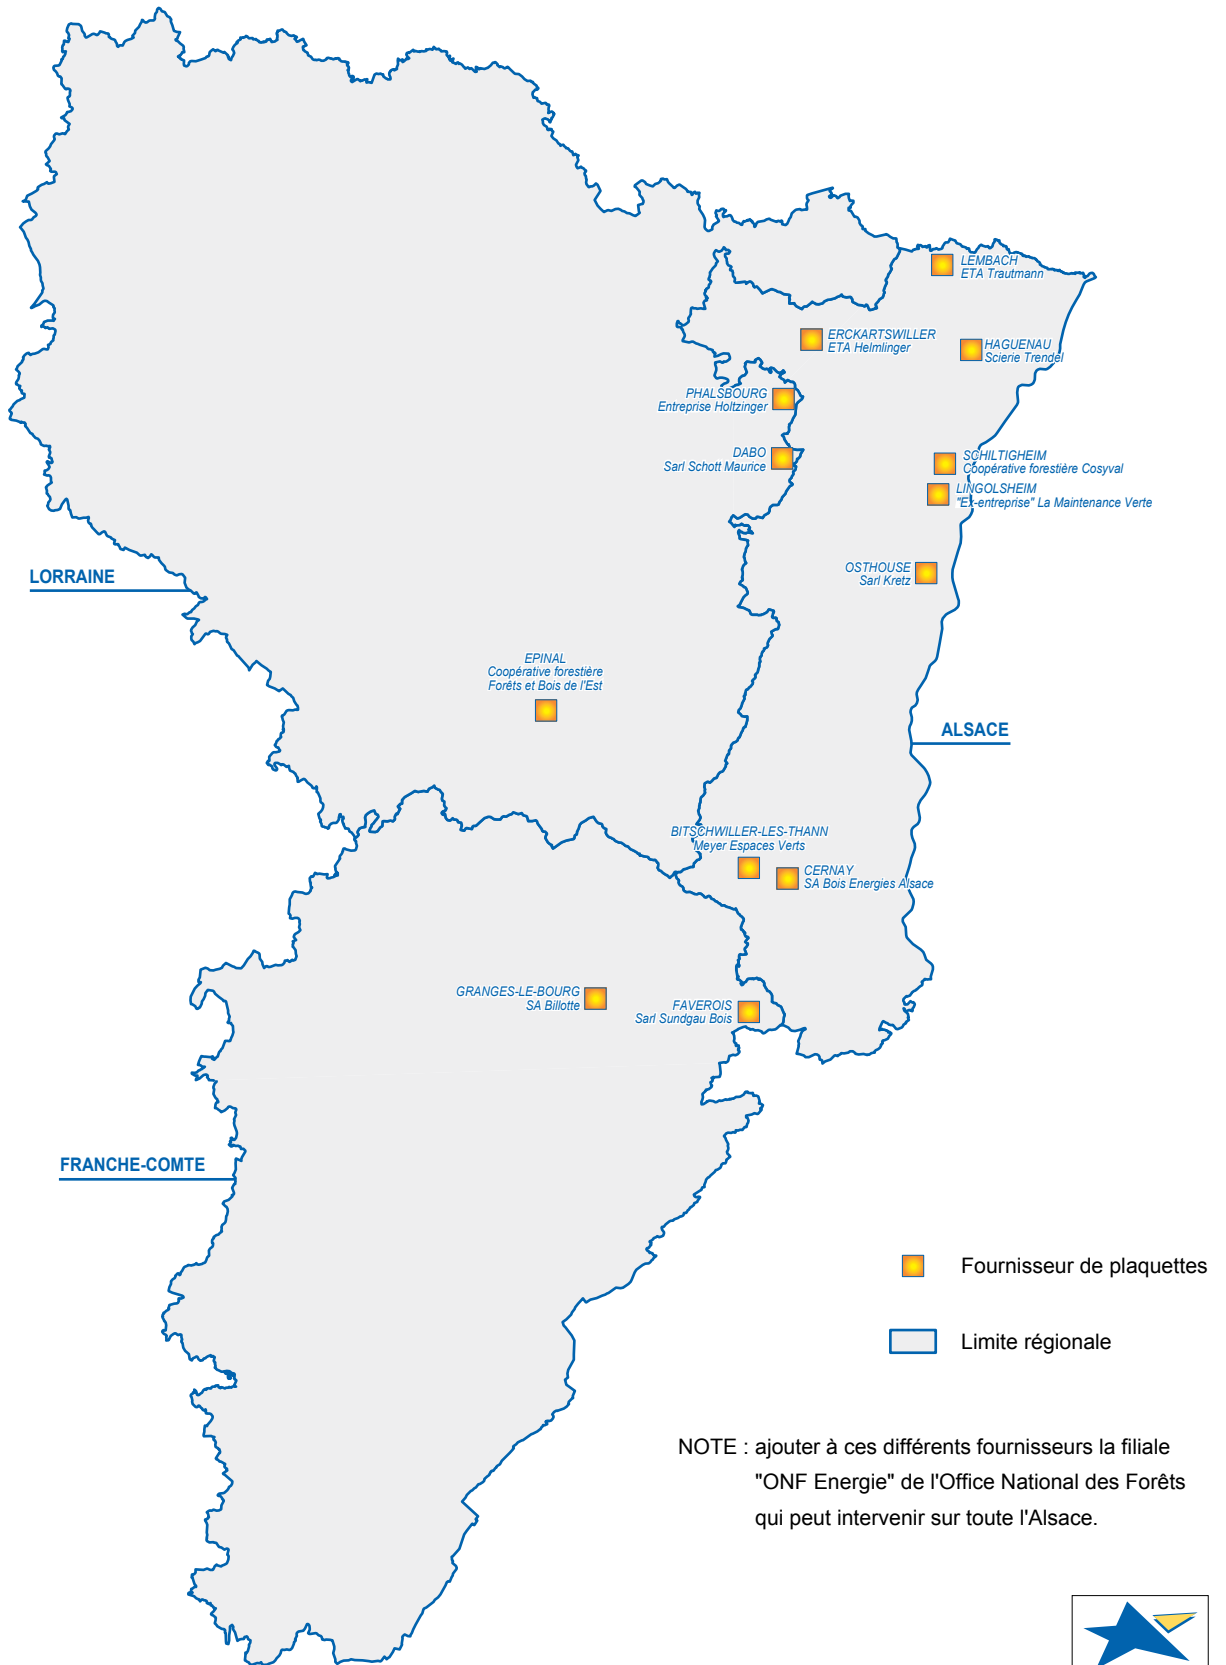 LEMBACH
ETA Trautmann
ERCKARTSWILLER
ETA Helmlinger
HAGUENAU
Scierie Trendel
PHALSBOURG
Entreprise Holtzinger
DABO
Sarl Schott Maurice
SCHILTIGHEIM
Coopérative forestière Cosyval
LINGOLSHEIM
"Ex-entreprise" La Maintenance Verte
OSTHOUSE
Sarl Kretz
LORRAINE
EPINAL
Coopérative forestière
Forêts et Bois de l'Est
ALSACE
BITSCHWILLER-LES-THANN
Meyer Espaces Verts
CERNAY
SA Bois Energies Alsace
GRANGES-LE-BOURG
SA Billotte
FAVEROIS
Sarl Sundgau Bois
FRANCHE-COMTE
Fournisseur de plaquettes
Limite régionale
NOTE : ajouter à ces différents fournisseurs la filiale
"ONF Energie" de l'Office National des Forêts
qui peut intervenir sur toute l'Alsace.